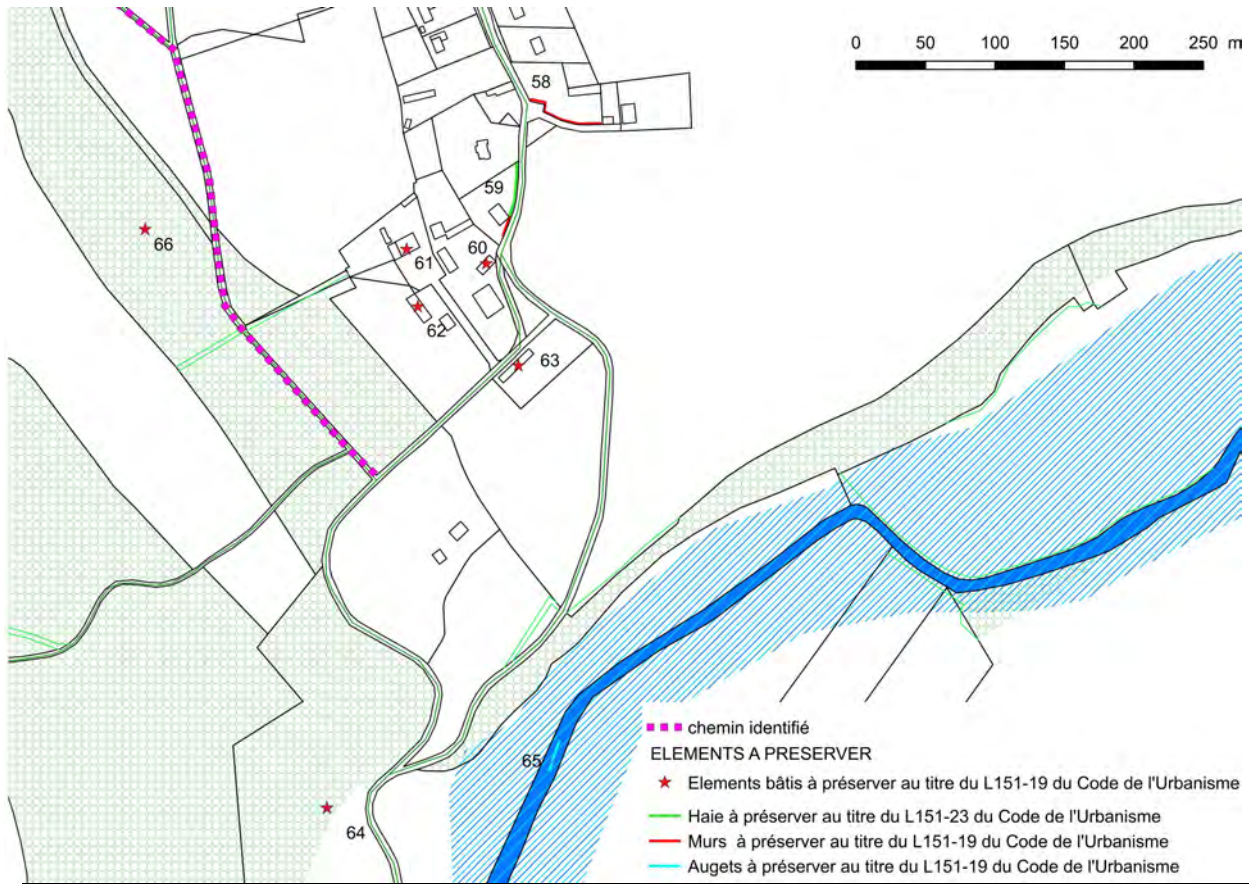 0 50 100 150 200 250 m
58
59
66
60
61
62
63
65
64
chemin identifié
ELEMENTS A PRESERVER
Elements bâtis à préserver au titre du L151-19 du Code de l'Urbanisme
Haie à préserver au titre du L151-23 du Code de l'Urbanisme
Murs à préserver au titre du L151-19 du Code de l'Urbanisme
Augets à préserver au titre du L151-19 du Code de l'Urbanisme